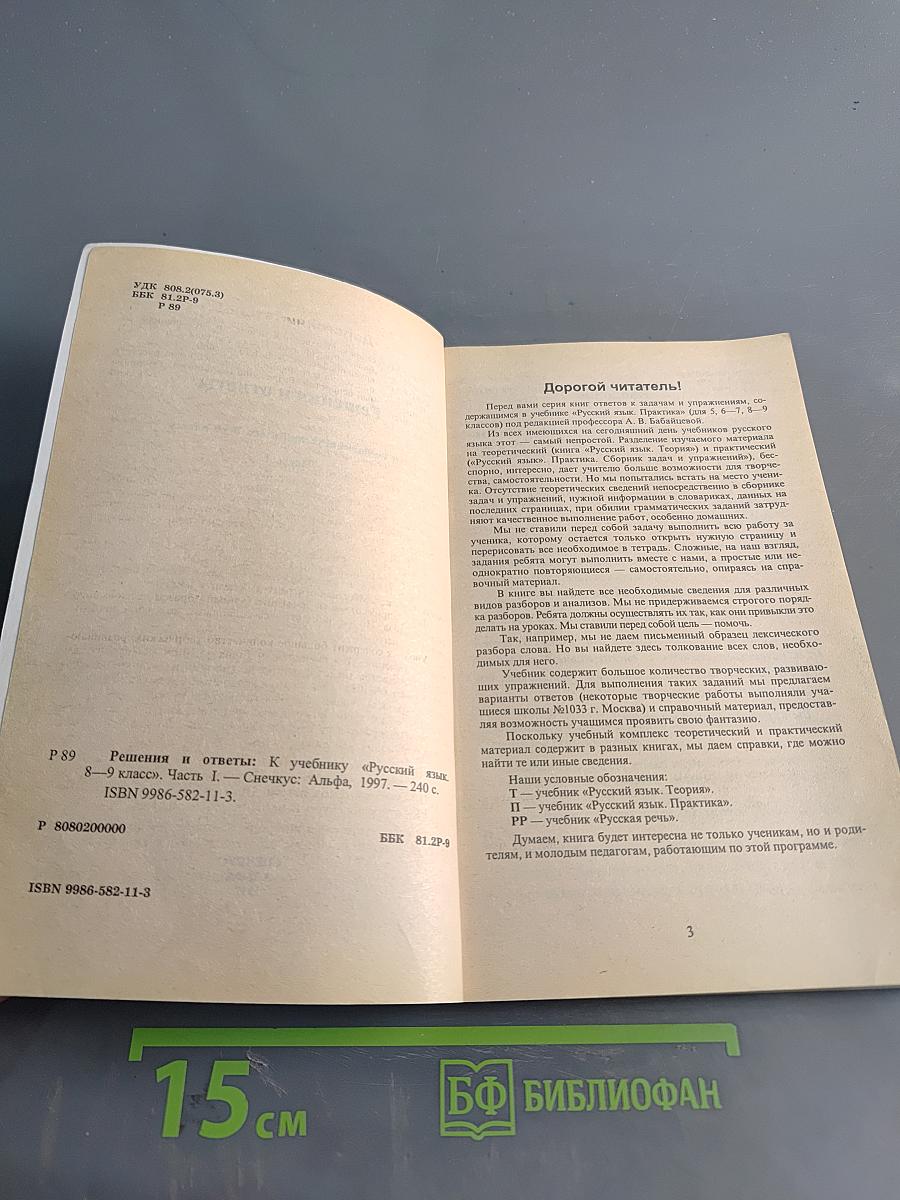 УДК 808.2(075.3)
ББК 81.2Р-9
Р 89
Р 89 Решения и ответы: К учебнику «Русский язык.
8—9 класс». Часть I. — Снечкус: Альфа, 1997. — 240 с.
ISBN 9986-582-11-3.
Р 8080200000
ББК 81.2Р-9
ISBN 9986-582-11-3
Дорогой читатель!
Перед вами серия книг ответов к задачам и упражнениям, со-
держащимся в учебнике «Русский язык. Практика» (для 5, 6—7, 8—9
классов) под редакцией профессора А. В. Бабайцевой.
Из всех имеющихся на сегодняшний день учебников русского
языка этот — самый непростой. Разделение изучаемого материала
на теоретический (книга «Русский язык. Теория») и практический
(«Русский язык». Практика. Сборник задач и упражнений»), бес-
спорно, интересно, дает учителю больше возможности для творче-
ства, самостоятельности. Но мы попытались встать на место учени-
ка. Отсутствие теоретических сведений непосредственно в сборнике
задач и упражнений, нужной информации в словариках, данных на
последних страницах, при обилии грамматических заданий затруд-
няют качественное выполнение работ, особенно домашних.
Мы не ставили перед собой задачу выполнить всю работу за
ученика, которому остается только открыть нужную страницу и
перерисовать все необходимое в тетрадь. Сложные, на наш взгляд,
задания ребята могут выполнить вместе с нами, а простые или не-
однократно повторяющиеся — самостоятельно, опираясь на спра-
вочный материал.
В книге вы найдете все необходимые сведения для различных
видов разборов и анализов. Мы не придерживаемся строгого поряд-
ка разборов. Ребята должны осуществлять их так, как они привыкли это
делать на уроках. Мы ставили перед собой цель — помочь.
Так, например, мы не даем письменный образец лексического
разбора слова. Но вы найдете здесь толкование всех слов, необхо-
димых для него.
Учебник содержит большое количество творческих, развиваю-
щих упражнений. Для выполнения таких заданий мы предлагаем
варианты ответов (некоторые творческие работы выполняли уча-
щиеся школы №1033 г. Москва) и справочный материал, предостав-
ляя возможность учащимся проявить свою фантазию.
Поскольку учебный комплекс теоретический и практический
материал содержит в разных книгах, мы даем справки, где можно
найти те или иные сведения.
Наши условные обозначения:
Т — учебник «Русский язык. Теория».
П — учебник «Русский язык. Практика».
РР — учебник «Русская речь».
Думаем, книга будет интересна не только ученикам, но и роди-
телям, и молодым педагогам, работающим по этой программе.
3
15 см
БФ БИБЛИОФАН